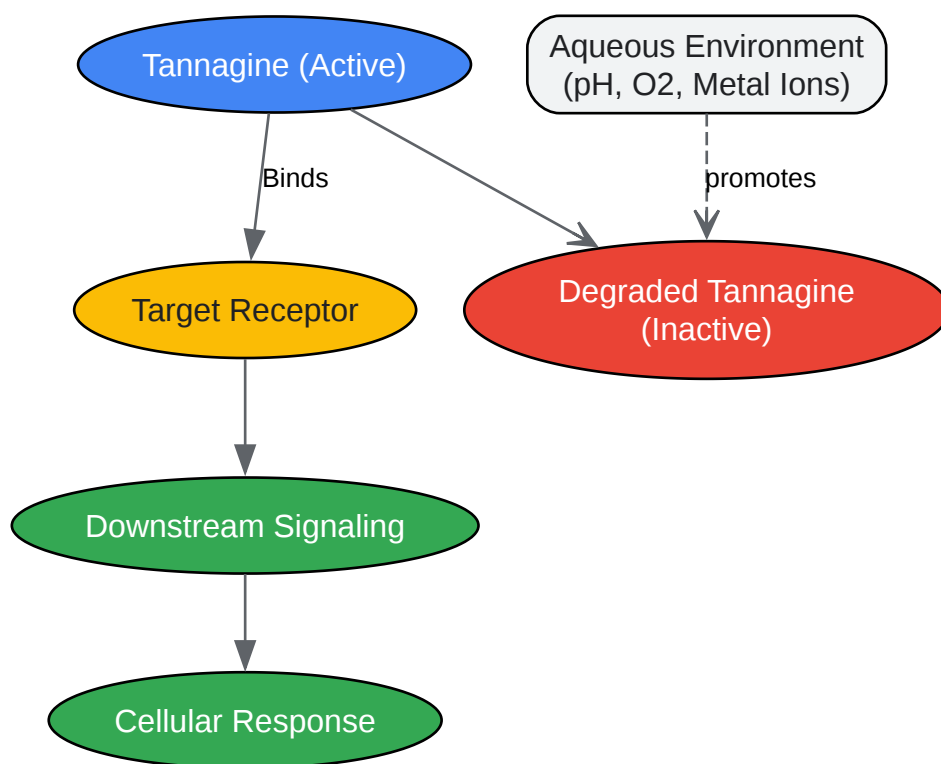 Tannagine (Active)
Aqueous Environment
(pH, O2, Metal Ions)
Binds
promotes
Target Receptor
Degraded Tannagine
(Inactive)
Downstream Signaling
Cellular Response